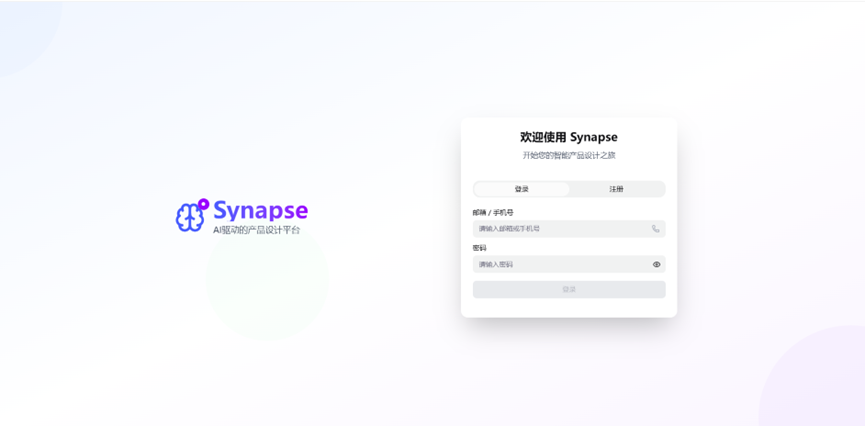 Synapse
AI驱动的产品设计平台
欢迎使用 Synapse
开始您的智能产品设计之旅
登录
注册
邮箱 / 手机号
请输入邮箱或手机号
密码
请输入密码
登录